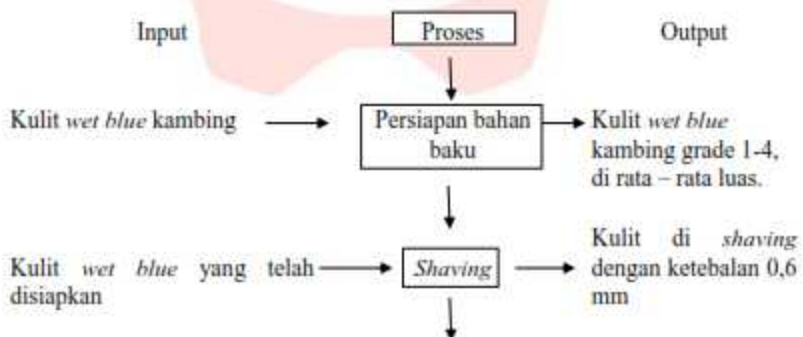 Input
Proses
Output
Kulit wet blue kambing
Persiapan bahan
baku
Kulit wet blue
kambing grade 1-4,
di rata – rata luas.
Kulit wet blue yang telah
disiapkan
Shaving
Kulit di shaving
dengan ketebalan 0,6
mm